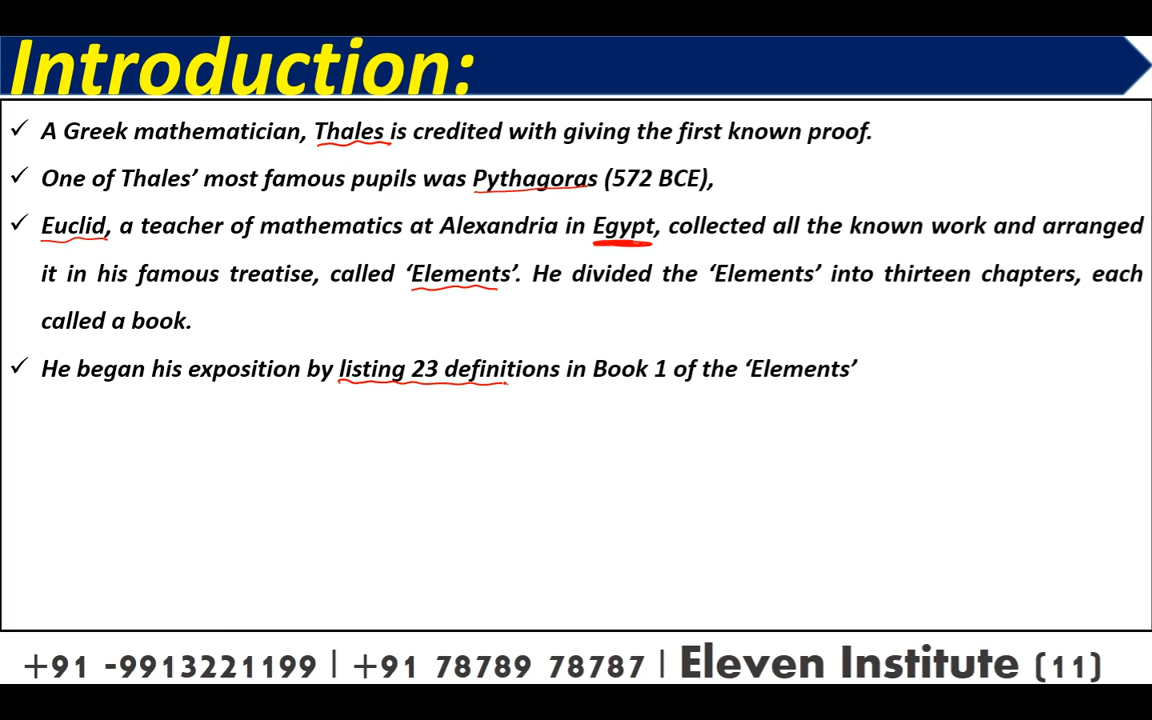 Introduction:
✓ A Greek mathematician, Thales is credited with giving the first known proof.
✓ One of Thales’ most famous pupils was Pythagoras (572 BCE),
✓ Euclid, a teacher of mathematics at Alexandria in Egypt, collected all the known work and arranged
it in his famous treatise, called ‘Elements’. He divided the ‘Elements’ into thirteen chapters, each
called a book.
✓ He began his exposition by listing 23 definitions in Book 1 of the ‘Elements’
+91 -9913221199 | +91 78789 78787 | Eleven Institute (11)